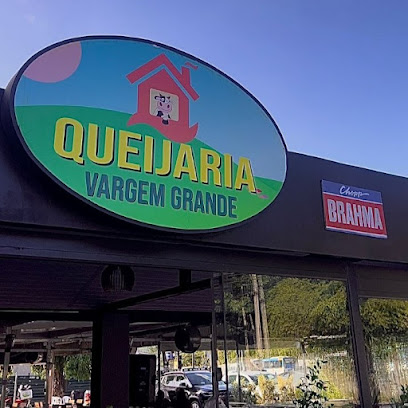 QUEIJARIA
VARGEM GRANDE
Chopp
BRAHMA